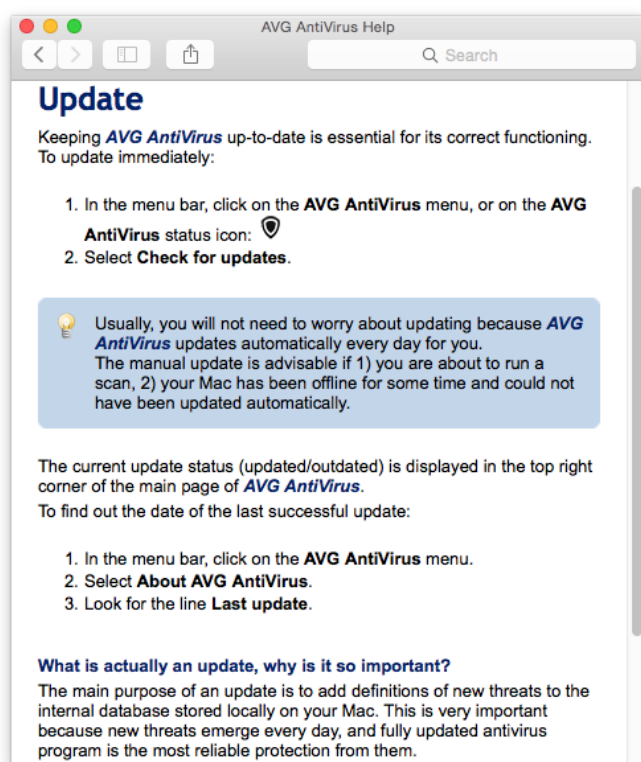 AVG AntiVirus Help
Search
Update
Keeping AVG AntiVirus up-to-date is essential for its correct functioning.
To update immediately:
1. In the menu bar, click on the AVG AntiVirus menu, or on the AVG
AntiVirus status icon:
2. Select Check for updates.
Usually, you will not need to worry about updating because AVG
AntiVirus updates automatically every day for you.
The manual update is advisable if 1) you are about to run a
scan, 2) your Mac has been offline for some time and could not
have been updated automatically.
The current update status (updated/outdated) is displayed in the top right
corner of the main page of AVG AntiVirus.
To find out the date of the last successful update:
1. In the menu bar, click on the AVG AntiVirus menu.
2. Select About AVG AntiVirus.
3. Look for the line Last update.
What is actually an update, why is it so important?
The main purpose of an update is to add definitions of new threats to the
internal database stored locally on your Mac. This is very important
because new threats emerge every day, and fully updated antivirus
program is the most reliable protection from them.